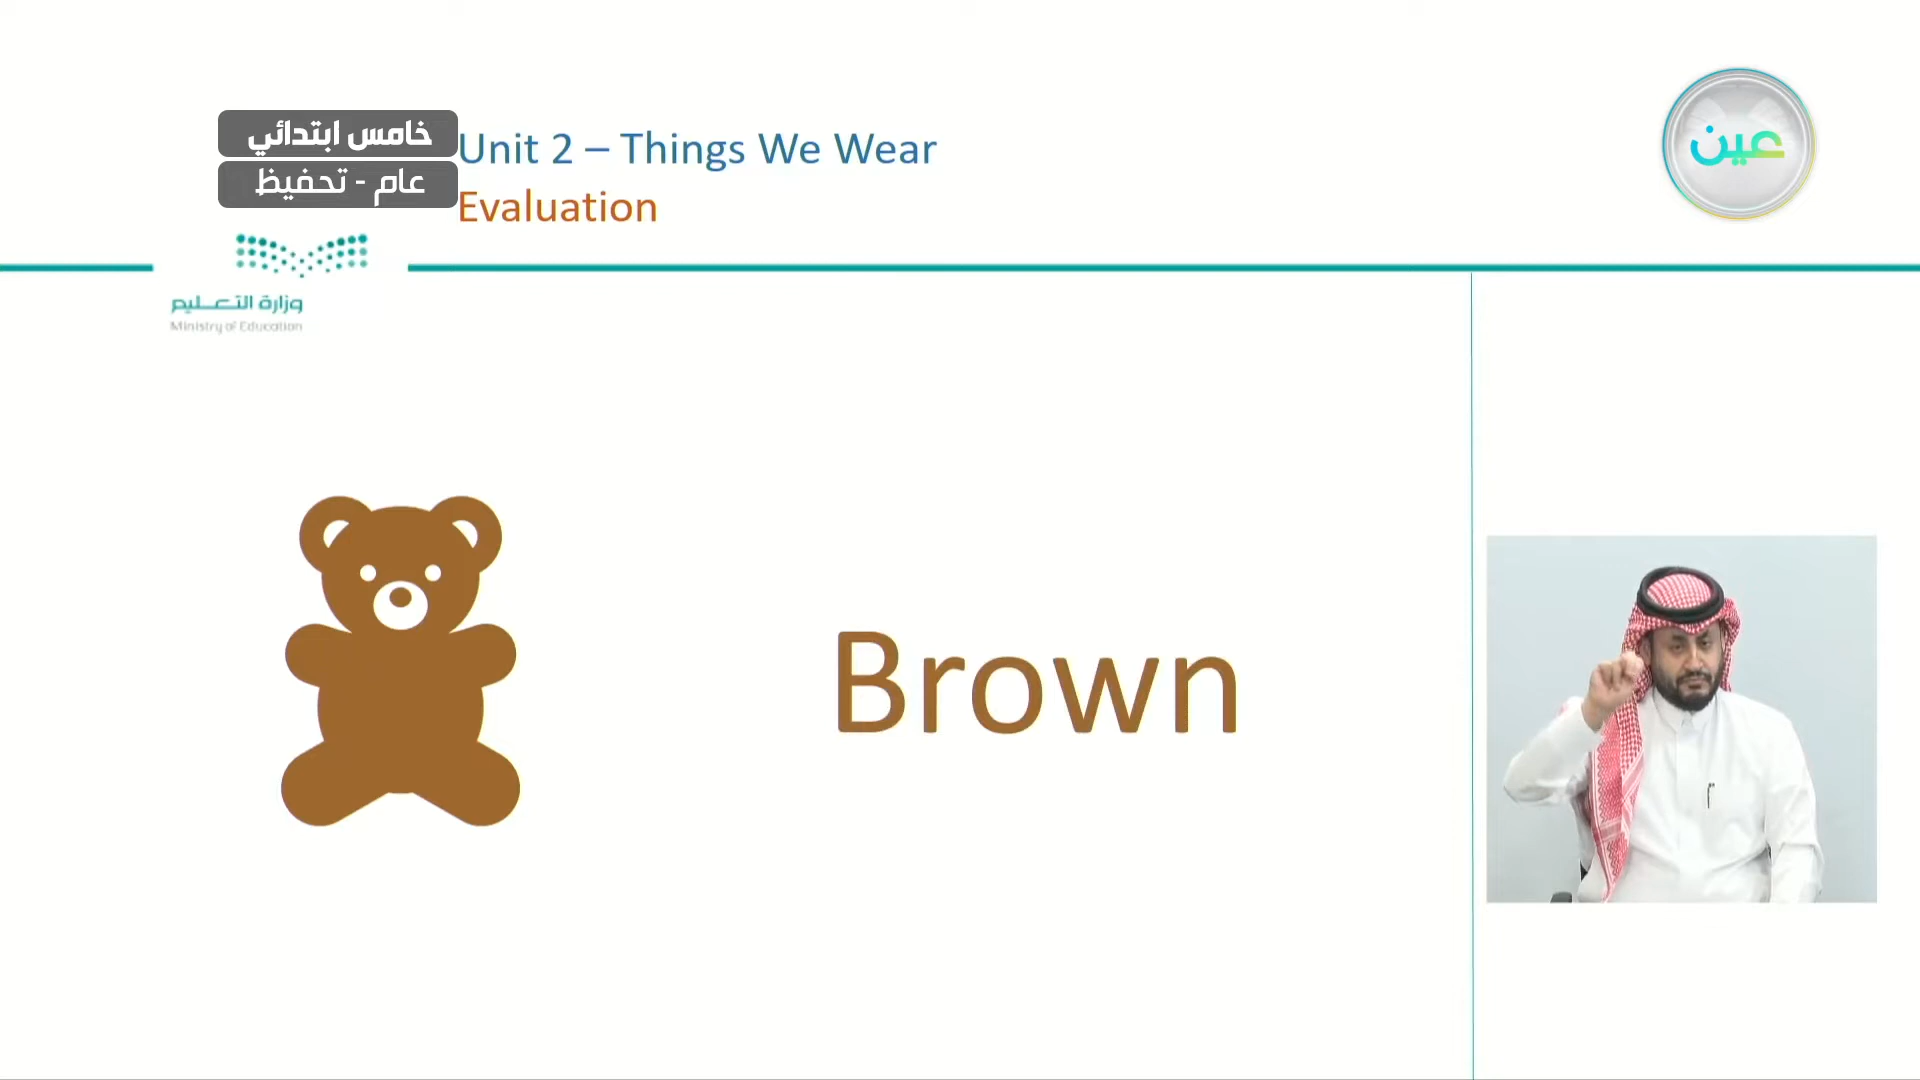 خامس ابتدائي
عام - تحفيظ
Unit 2 – Things We Wear
Evaluation
عين
وزارة التعليم
Ministry of Education
Brown